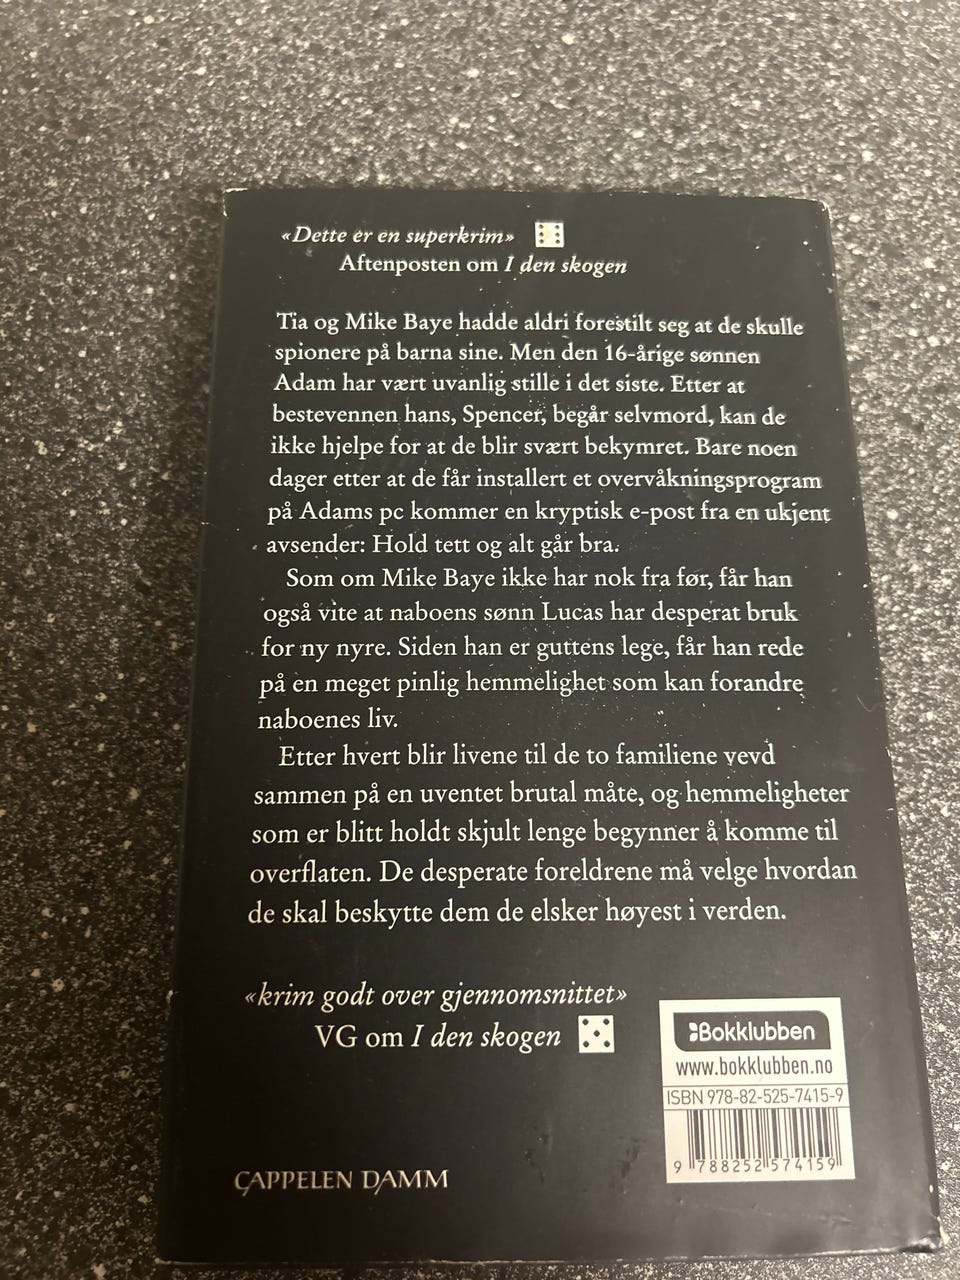 «Dette er en superkrim»
Aftenposten om I den skogen
Tia og Mike Baye hadde aldri forestilt seg at de skulle
spionere på barna sine. Men den 16-årige sønnen
Adam har vært uvanlig stille i det siste. Etter at
bestevennen hans, Spencer, begår selvmord, kan de
ikke hjelpe for at de blir svært bekymret. Bare noen
dager etter at de får installert et overvåkningsprogram
på Adams pc kommer en kryptisk e-post fra en ukjent
avsender: Hold tett og alt går bra.
Som om Mike Baye ikke har nok fra før, får han
også vite at naboens sønn Lucas har desperat bruk
for ny nyre. Siden han er guttens lege, får han rede
på en meget pinlig hemmelighet som kan forandre
naboenes liv.
Etter hvert blir livene til de to familiene vevd
sammen på en uventet brutal måte, og hemmeligheter
som er blitt holdt skjult lenge begynner å komme til
overflaten. De desperate foreldrene må velge hvordan
de skal beskytte dem de elsker høyest i verden.
«krim godt over gjennomsnittet»
VG om I den skogen
Bokklubben
www.bokklubben.no
ISBN 978-82-525-7415-9
9 788252 574159
CAPPELEN DAMM